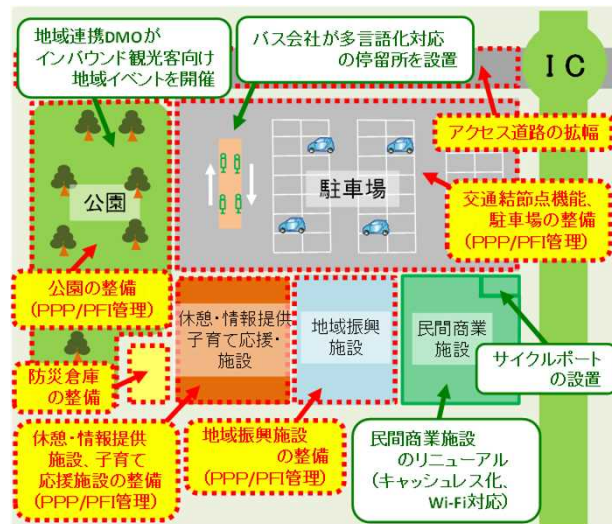 地域連携DMOが
インバウンド観光客向け
地域イベントを開催
バス会社が多言語化対応
の停留所を設置
IC
アクセス道路の拡幅
公園
駐車場
交通結節点機能、
駐車場の整備
(PPP/PFI管理)
公園の整備
(PPP/PFI管理)
休憩・情報提供
子育て応援・
施設
地域振興
施設
民間商業
施設
サイクルポート
の設置
防災倉庫
の整備
休憩・情報提供
施設、子育て
応援施設の整備
(PPP/PFI管理)
地域振興施設
の整備
(PPP/PFI管理)
民間商業施設
のリニューアル
(キャッシュレス化、
Wi-Fi対応)